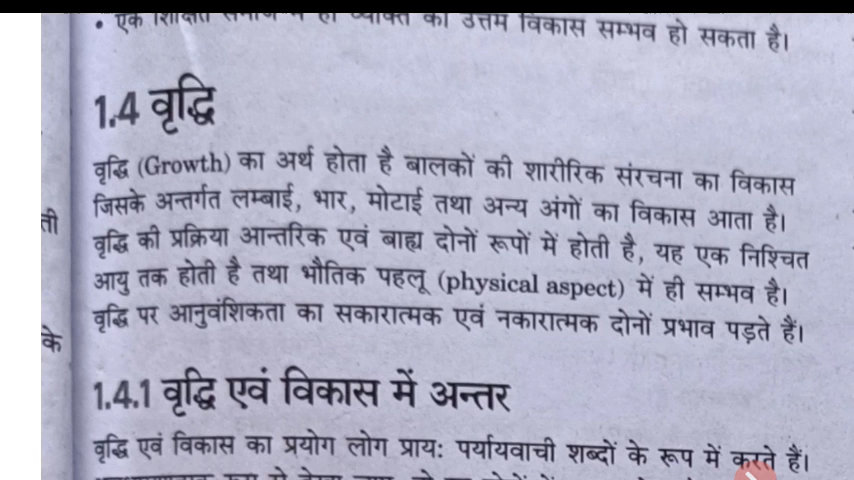 • एक शिक्षित समाज में ही व्यक्ति का उत्तम विकास सम्भव हो सकता है।
1.4 वृद्धि
वृद्धि (Growth) का अर्थ होता है बालकों की शारीरिक संरचना का विकास
जिसके अन्तर्गत लम्बाई, भार, मोटाई तथा अन्य अंगों का विकास आता है।
ती
वृद्धि की प्रक्रिया आन्तरिक एवं बाह्य दोनों रूपों में होती है, यह एक निश्चित
आयु तक होती है तथा भौतिक पहलू (physical aspect) में ही सम्भव है।
वृद्धि पर आनुवंशिकता का सकारात्मक एवं नकारात्मक दोनों प्रभाव पड़ते हैं।
के
1.4.1 वृद्धि एवं विकास में अन्तर
वृद्धि एवं विकास का प्रयोग लोग प्रायः पर्यायवाची शब्दों के रूप में करते हैं।